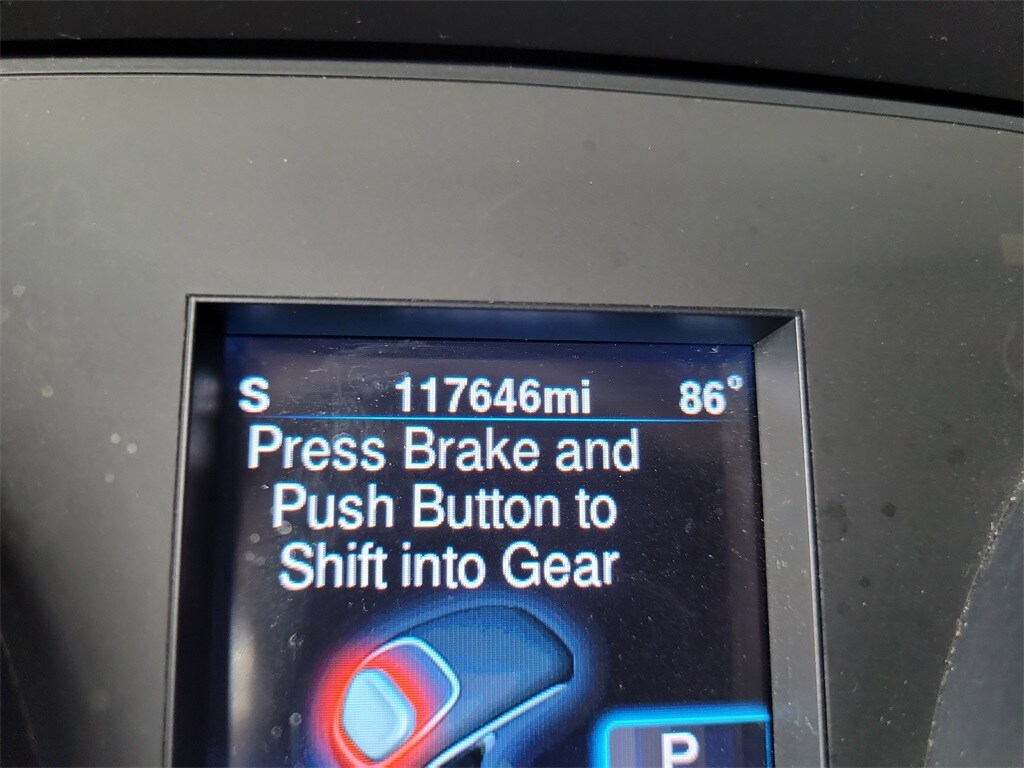 S 117646mi 86°
Press Brake and
Push Button to
Shift into Gear
P